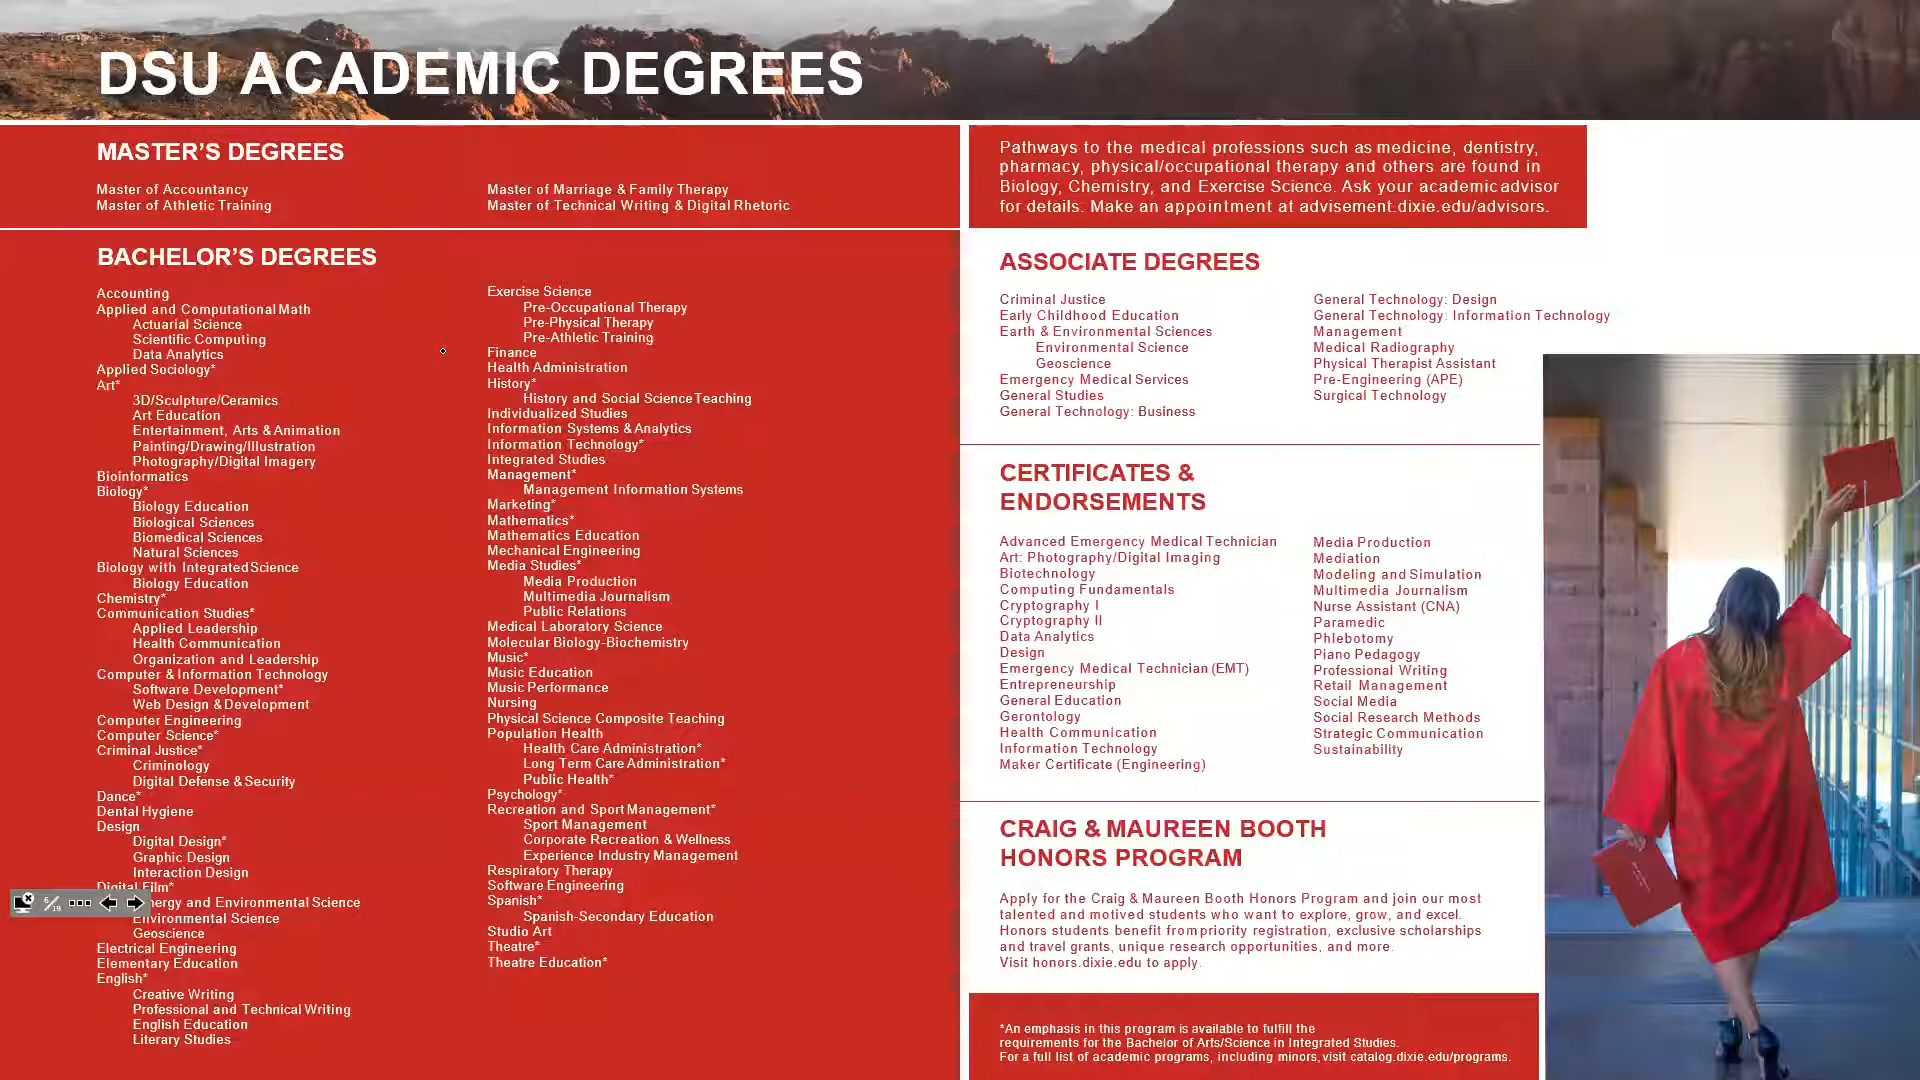 DSU ACADEMIC DEGREES
MASTER'S DEGREES
Master of Accountancy
Master of Athletic Training
Master of Marriage & Family Therapy
Master of Technical Writing & Digital Rhetoric
BACHELOR'S DEGREES
Accounting
Applied and Computational Math
Actuarial Science
Scientific Computing
Data Analytics
Applied Sociology*
Art*
3D/Sculpture/Ceramics
Art Education
Entertainment, Arts & Animation
Painting/Drawing/Illustration
Photography/Digital Imagery
Bioinformatics
Biology*
Biology Education
Biological Sciences
Biomedical Sciences
Natural Sciences
Biology with Integrated Science
Biology Education
Chemistry*
Communication Studies*
Applied Leadership
Health Communication
Organization and Leadership
Computer & Information Technology
Software Development*
Web Design & Development
Computer Engineering
Computer Science*
Criminal Justice*
Criminology
Digital Defense & Security
Dance*
Dental Hygiene
Design
Digital Design*
Graphic Design
Interaction Design
Digital Film*
and Environmental Science
Environmental Science
Geoscience
Electrical Engineering
Elementary Education
English*
Creative Writing
Professional and Technical Writing
English Education
Literary Studies
Exercise Science
Pre-Occupational Therapy
Pre-Physical Therapy
Pre-Athletic Training
Finance
Health Administration
History*
History and Social Science Teaching
Individualized Studies
Information Systems & Analytics
Information Technology*
Integrated Studies
Management*
Management Information Systems
Marketing*
Mathematics*
Mathematics Education
Mechanical Engineering
Media Studies*
Media Production
Multimedia Journalism
Public Relations
Medical Laboratory Science
Molecular Biology-Biochemistry
Music*
Music Education
Music Performance
Nursing
Physical Science Composite Teaching
Population Health
Health Care Administration*
Long Term Care Administration*
Public Health*
Psychology*
Recreation and Sport Management*
Sport Management
Corporate Recreation & Wellness
Experience Industry Management
Respiratory Therapy
Software Engineering
Spanish*
Spanish-Secondary Education
Studio Art
Theatre*
Theatre Education*
6/19
Pathways to the medical professions such as medicine, dentistry,
pharmacy, physical/occupational therapy and others are found in
Biology, Chemistry, and Exercise Science. Ask your academic advisor
for details. Make an appointment at advisement.dixie.edu/advisors.
ASSOCIATE DEGREES
Criminal Justice
Early Childhood Education
Earth & Environmental Sciences
Environmental Science
Geoscience
Emergency Medical Services
General Studies
General Technology: Business
General Technology: Design
General Technology: Information Technology
Management
Medical Radiography
Physical Therapist Assistant
Pre-Engineering (APE)
Surgical Technology
CERTIFICATES &
ENDORSEMENTS
Advanced Emergency Medical Technician
Art: Photography/Digital Imaging
Biotechnology
Computing Fundamentals
Cryptography I
Cryptography II
Data Analytics
Design
Emergency Medical Technician (EMT)
Entrepreneurship
General Education
Gerontology
Health Communication
Information Technology
Maker Certificate (Engineering)
Media Production
Mediation
Modeling and Simulation
Multimedia Journalism
Nurse Assistant (CNA)
Paramedic
Phlebotomy
Piano Pedagogy
Professional Writing
Retail Management
Social Media
Social Research Methods
Strategic Communication
Sustainability
CRAIG & MAUREEN BOOTH
HONORS PROGRAM
Apply for the Craig & Maureen Booth Honors Program and join our most
talented and motived students who want to explore, grow, and excel.
Honors students benefit from priority registration, exclusive scholarships
and travel grants, unique research opportunities, and more.
Visit honors.dixie.edu to apply.
*An emphasis in this program is available to fulfill the
requirements for the Bachelor of Arts/Science in Integrated Studies.
For a full list of academic programs, including minors, visit catalog.dixie.edu/programs.